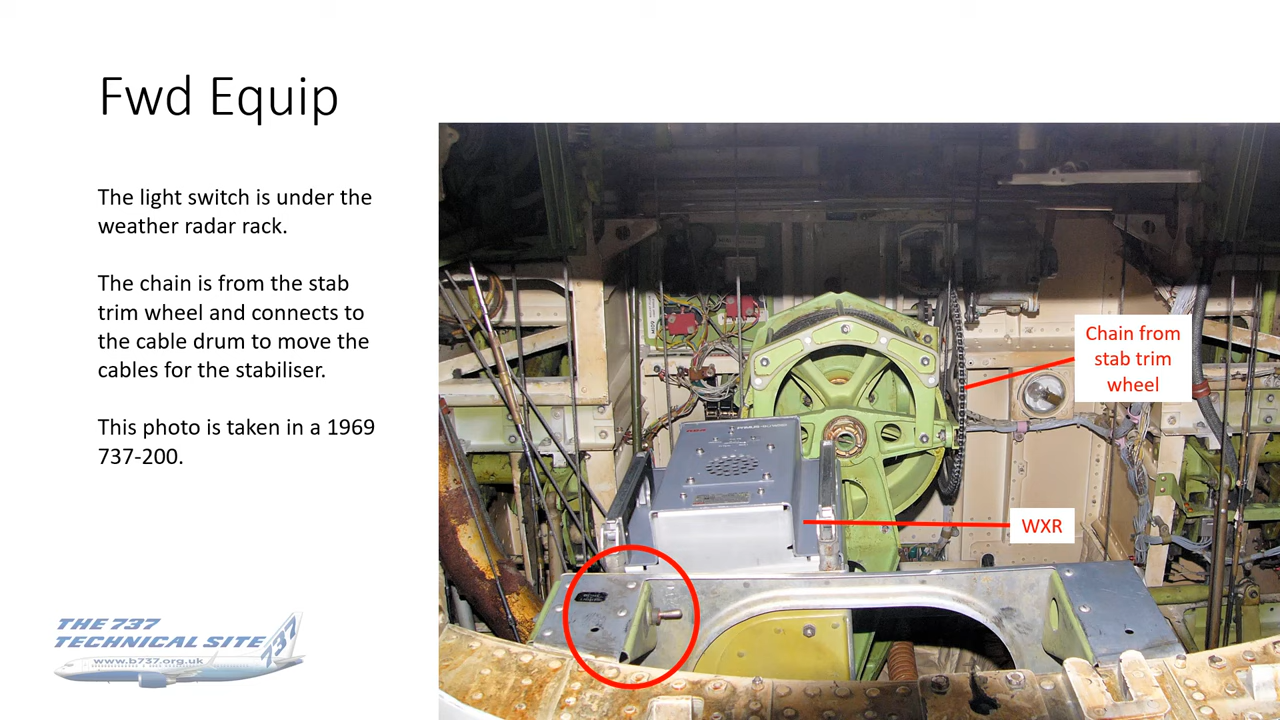 Fwd Equip
The light switch is under the
weather radar rack.
The chain is from the stab
trim wheel and connects to
the cable drum to move the
cables for the stabiliser.
This photo is taken in a 1969
737-200.
Chain from
stab trim
wheel
WXR
THE 737
TECHNICAL SITE
www.b737.org.uk
737